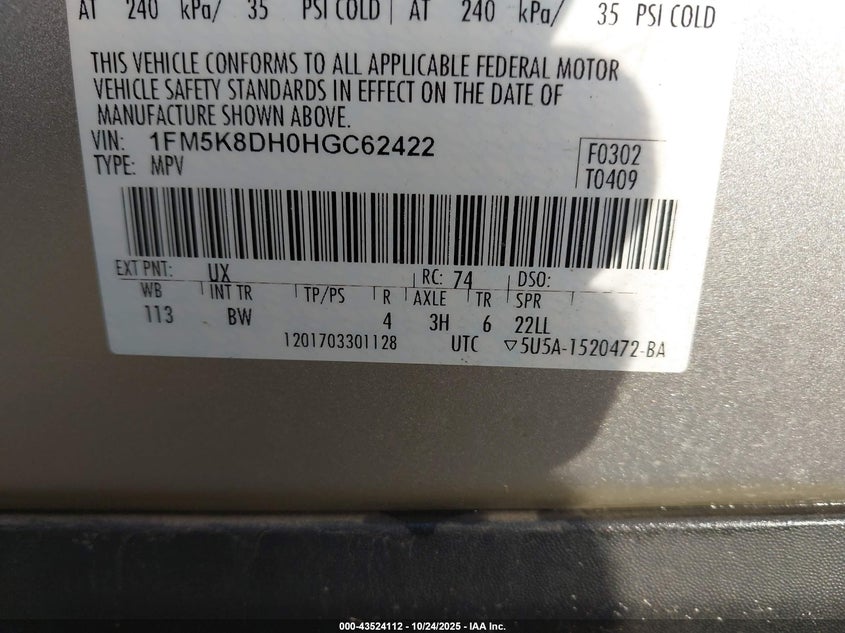 AT 240 kPa/ 35 PSI COLD | AT 240 kPa/ 35 PSI COLD
THIS VEHICLE CONFORMS TO ALL APPLICABLE FEDERAL MOTOR
VEHICLE SAFETY STANDARDS IN EFFECT ON THE DATE OF
MANUFACTURE SHOWN ABOVE.
VIN: 1FM5K8DH0HGC62422
TYPE: MPV
F0302
T0409
EXT PNT: UX RC: 74 DSO:
WB INT TR TP/PS R AXLE TR SPR
113 BW 4 3H 6 22LL
1201703301128 UTC ▽5U5A-1520472-BA
000-43524112 - 10/24/2025 - IAA Inc.